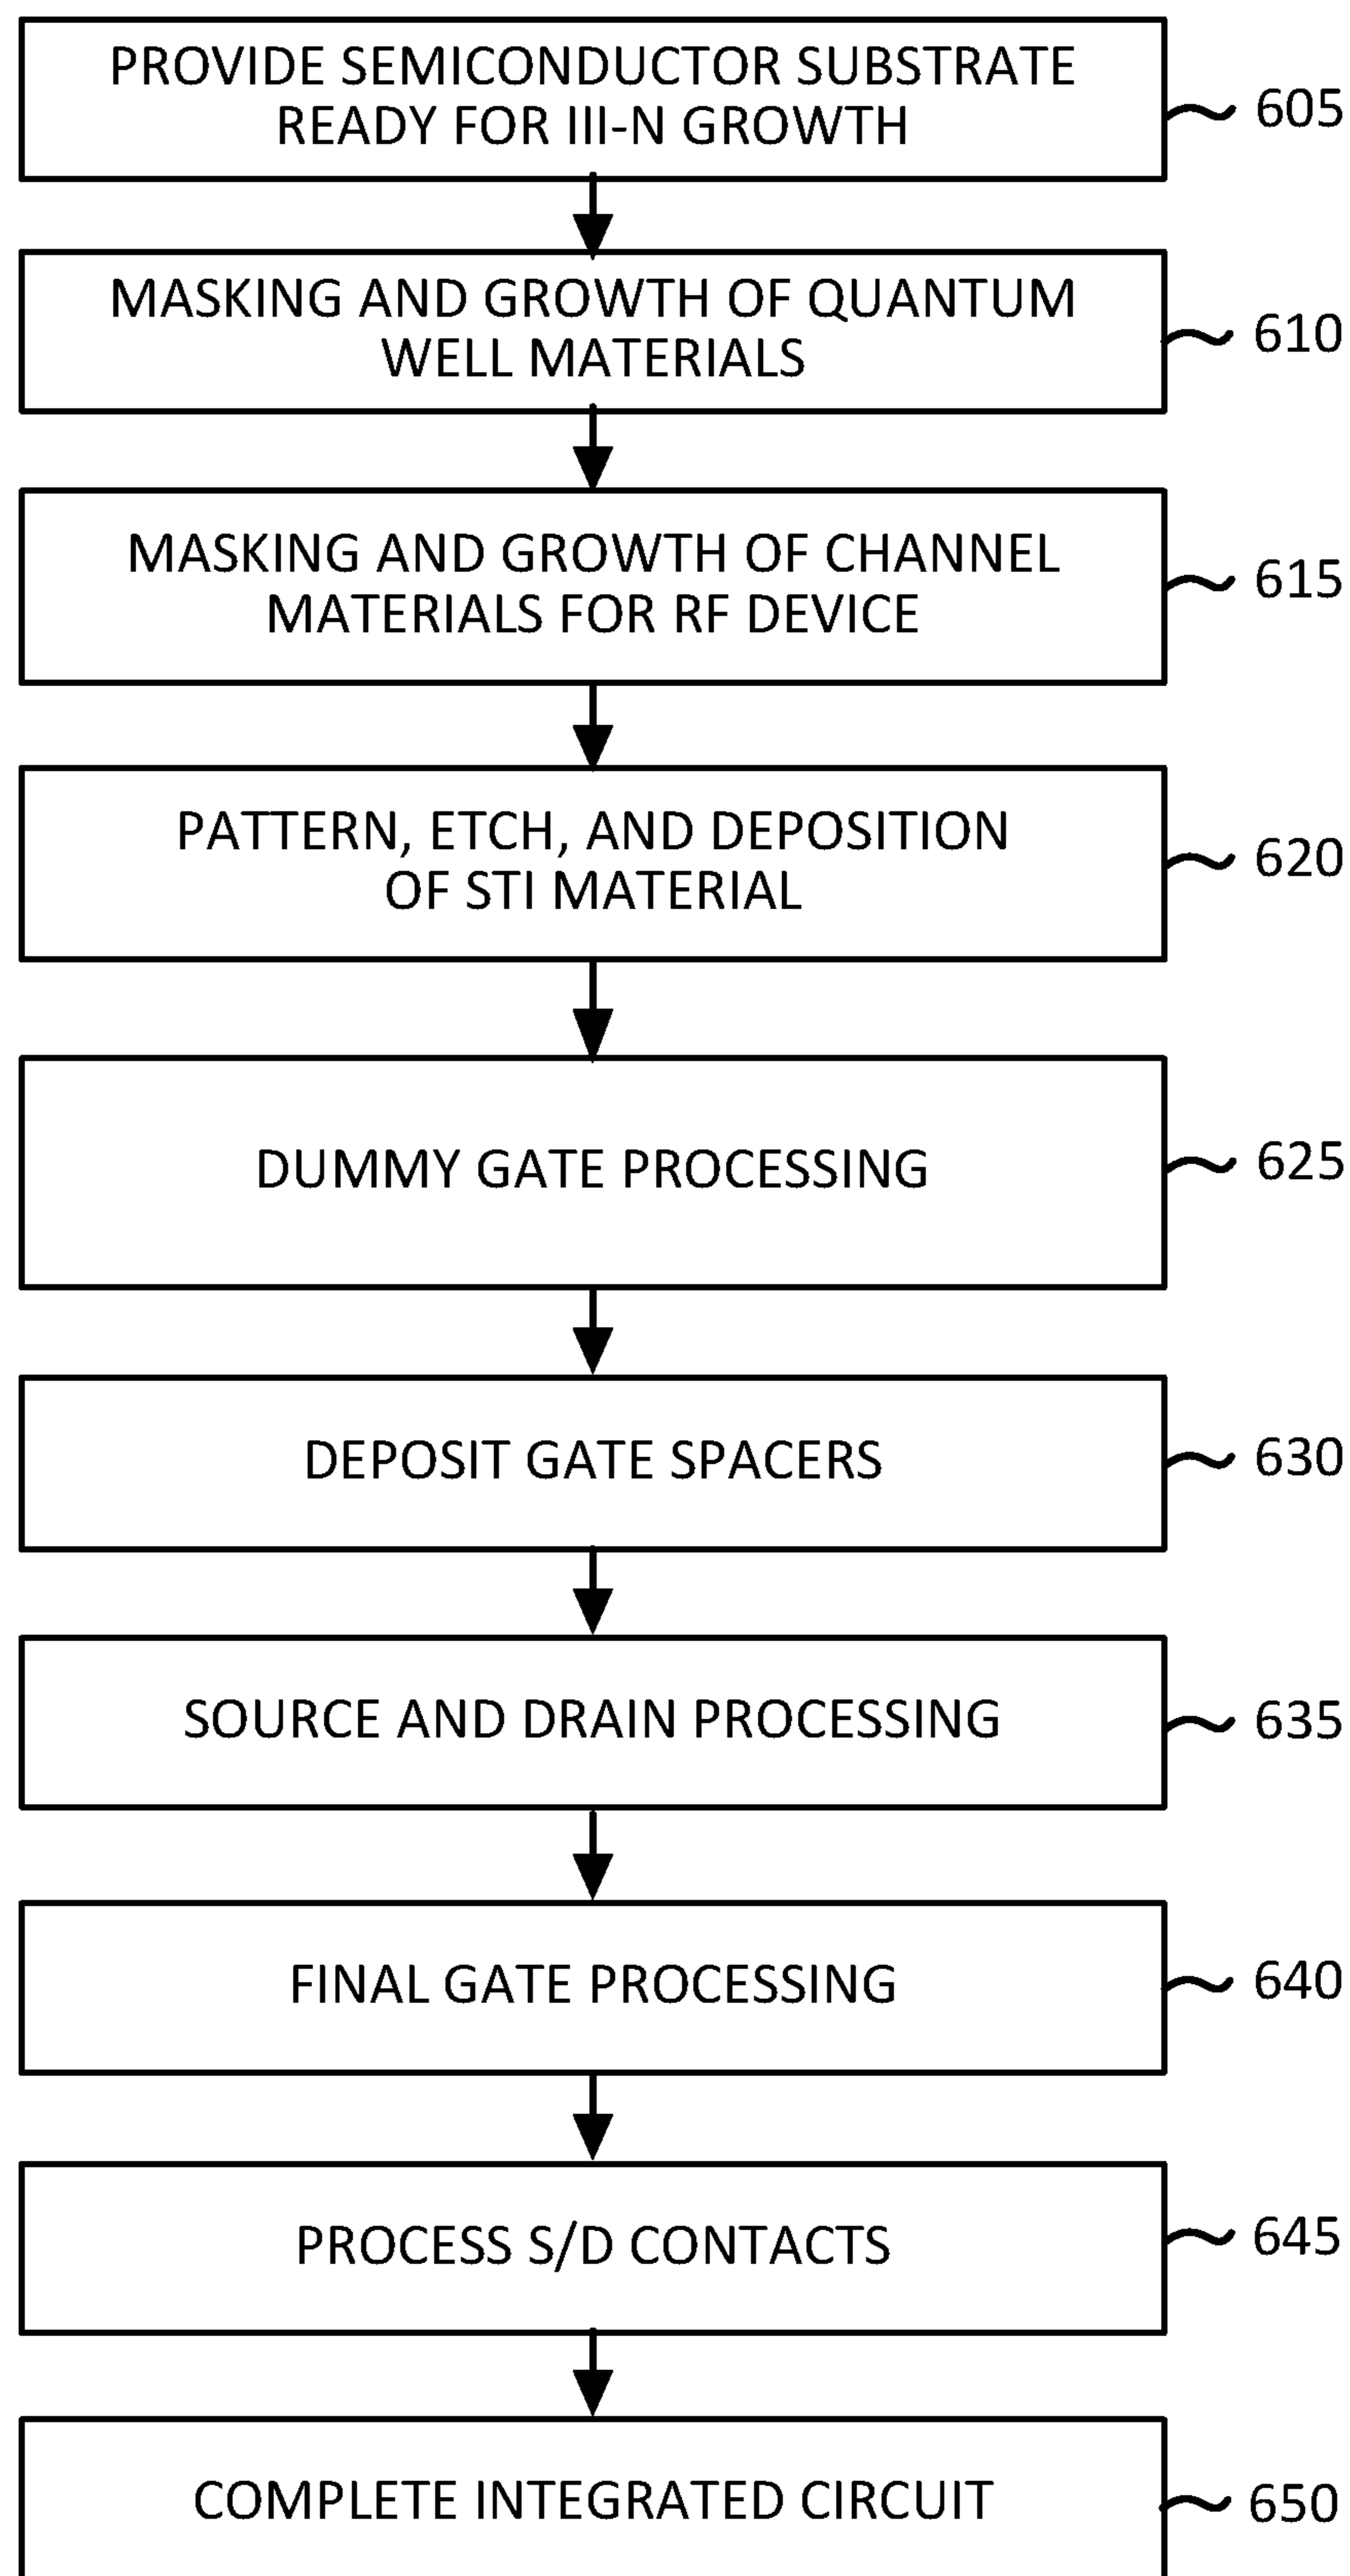 PROVIDE SEMICONDUCTOR SUBSTRATE
READY FOR III-N GROWTH
605
MASKING AND GROWTH OF QUANTUM
WELL MATERIALS
610
MASKING AND GROWTH OF CHANNEL
MATERIALS FOR RF DEVICE
615
PATTERN, ETCH, AND DEPOSITION
OF STI MATERIAL
620
DUMMY GATE PROCESSING
625
DEPOSIT GATE SPACERS
630
SOURCE AND DRAIN PROCESSING
635
FINAL GATE PROCESSING
640
PROCESS S/D CONTACTS
645
COMPLETE INTEGRATED CIRCUIT
650